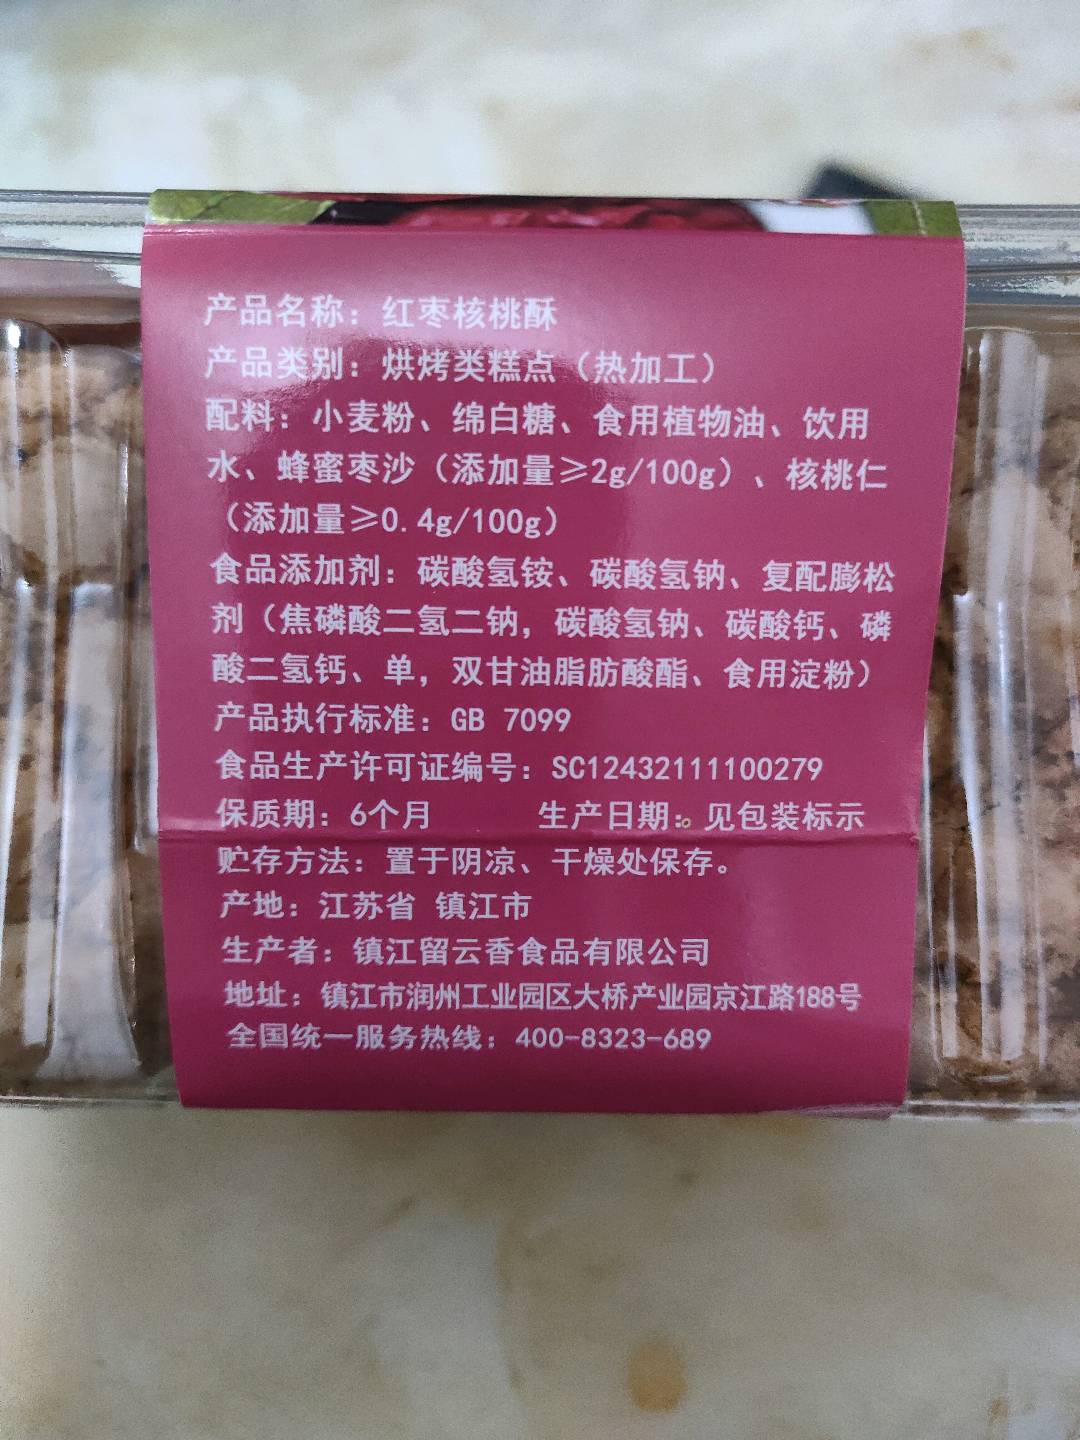 产品名称：红枣核桃酥
产品类别：烘烤类糕点（热加工）
配料：小麦粉、绵白糖、食用植物油、饮用
水、蜂蜜枣沙（添加量≥2g/100g）、核桃仁
（添加量≥0.4g/100g）
食品添加剂：碳酸氢铵、碳酸氢钠、复配膨松
剂（焦磷酸二氢二钠，碳酸氢钠、碳酸钙、磷
酸二氢钙、单，双甘油脂肪酸酯、食用淀粉）
产品执行标准：GB 7099
食品生产许可证编号：SC12432111100279
保质期：6个月 生产日期：见包装标示
贮存方法：置于阴凉、干燥处保存。
产地：江苏省 镇江市
生产者：镇江留云香食品有限公司
地址：镇江市润州工业园区大桥产业园京江路188号
全国统一服务热线：400-8323-689